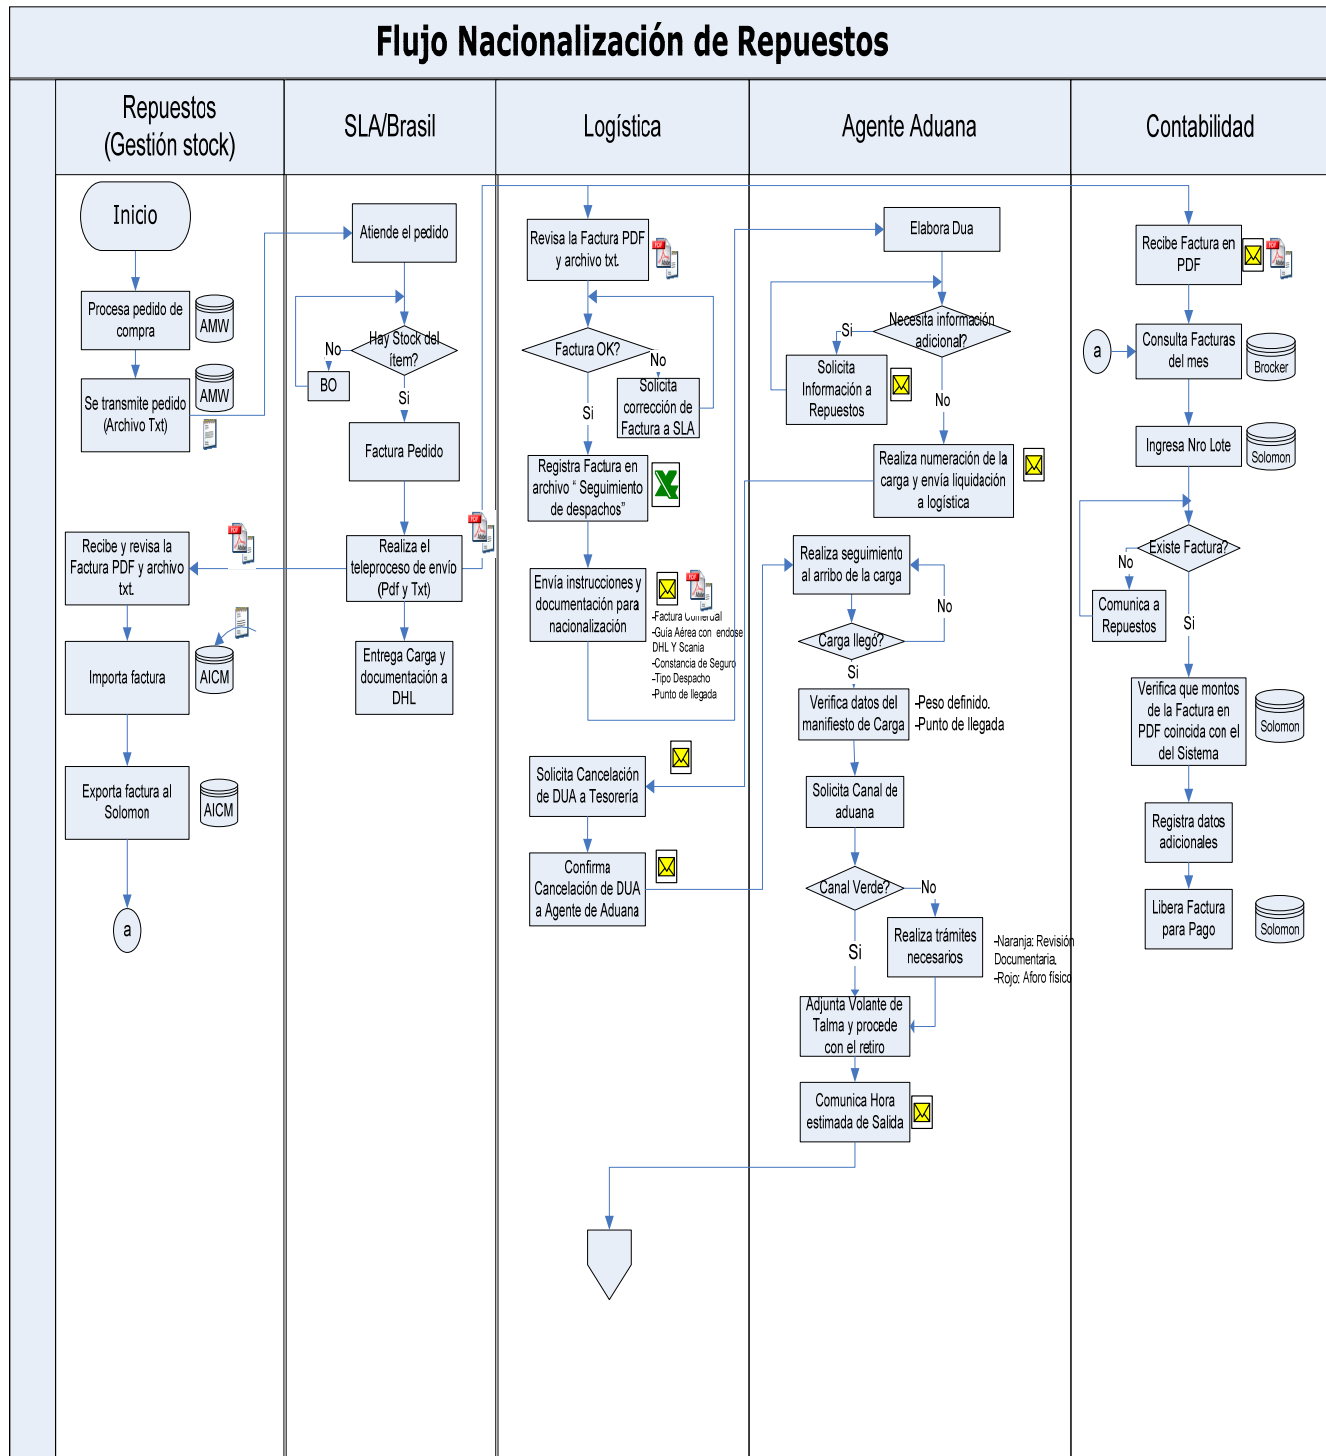 Flujo Nacionalización de Repuestos
Repuestos
(Gestión stock)
SLA/Brasil
Logística
Agente Aduana
Contabilidad
Inicio
Procesa pedido de
compra
AMW
Se transmite pedido
(Archivo Txt)
AMW
Recibe y revisa la
Factura PDF y archivo
txt.
Importa factura
AICM
Exporta factura al
Solomon
AICM
a
Atiende el pedido
Hay Stock del
ítem?
No
BO
Si
Factura Pedido
Realiza el
teleproceso de envío
(Pdf y Txt)
Entrega Carga y
documentación a
DHL
Revisa la Factura PDF
y archivo txt.
Factura OK?
No
Solicita
corrección de
Factura a SLA
Si
Registra Factura en
archivo “ Seguimiento
de despachos”
Envía instrucciones y
documentación para
nacionalización
-Factura Comercial
-Guía Aérea con endose
DHL Y Scania
-Constancia de Seguro
-Tipo Despacho
-Punto de llegada
Solicita Cancelación
de DUA a Tesorería
Confirma
Cancelación de DUA
a Agente de Aduana
Elabora Dua
Necesita información
adicional?
Si
Solicita
Información a
Repuestos
No
Realiza numeración de la
carga y envía liquidación
a logística
Realiza seguimiento
al arribo de la carga
No
Carga llegó?
Si
Verifica datos del
manifiesto de Carga
-Peso definido.
-Punto de llegada
Solicita Canal de
aduana
Canal Verde?
No
Realiza trámites
necesarios
-Naranja: Revisión
Documentaria.
-Rojo: Aforo físico
Si
Adjunta Volante de
Talma y procede
con el retiro
Comunica Hora
estimada de Salida
Recibe Factura en
PDF
a
Consulta Facturas
del mes
Brocker
Ingresa Nro Lote
Solomon
Existe Factura?
No
Comunica a
Repuestos
Si
Verifica que montos
de la Factura en
PDF coincida con el
del Sistema
Solomon
Registra datos
adicionales
Libera Factura
para Pago
Solomon